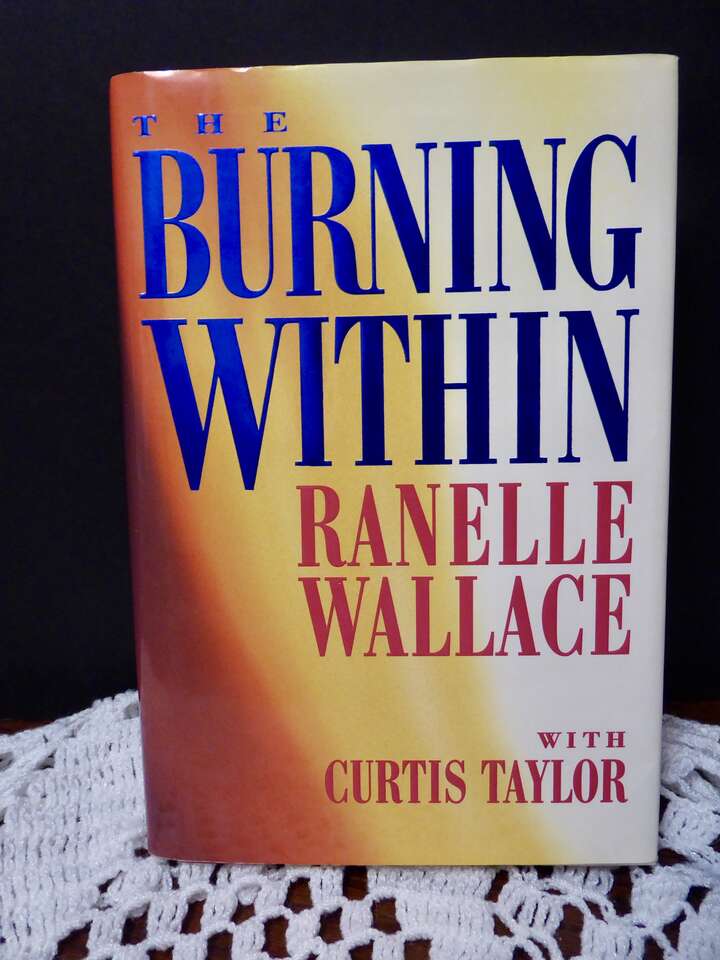 THE
BURNING
WITHIN
RANELLE
WALLACE
WITH
CURTIS TAYLOR